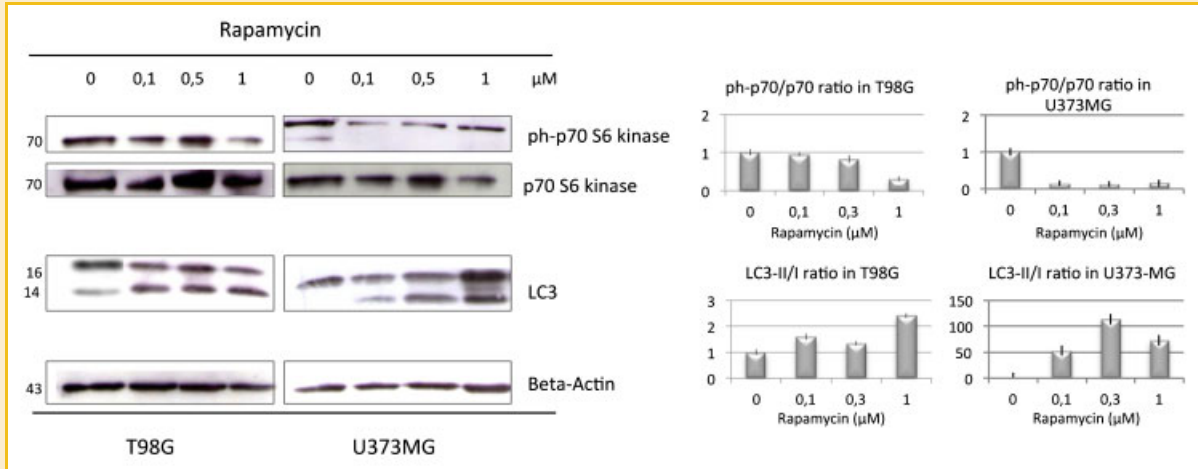 Rapamycin
0 0,1 0,5 1 0 0,1 0,5 1 µM
70 ph-p70 S6 kinase
70 p70 S6 kinase
16
14 LC3
43 Beta-Actin
T98G U373MG
ph-p70/p70 ratio in T98G
2
1
0
0 0,1 0,3 1
Rapamycin (µM)
ph-p70/p70 ratio in
U373MG
2
1
0
0 0,1 0,3 1
Rapamycin (µM)
LC3-II/I ratio in T98G
3
2
1
0
0 0,1 0,3 1
Rapamycin (µM)
LC3-II/I ratio in U373-MG
150
100
50
0
0 0,1 0,3 1
Rapamycin (µM)